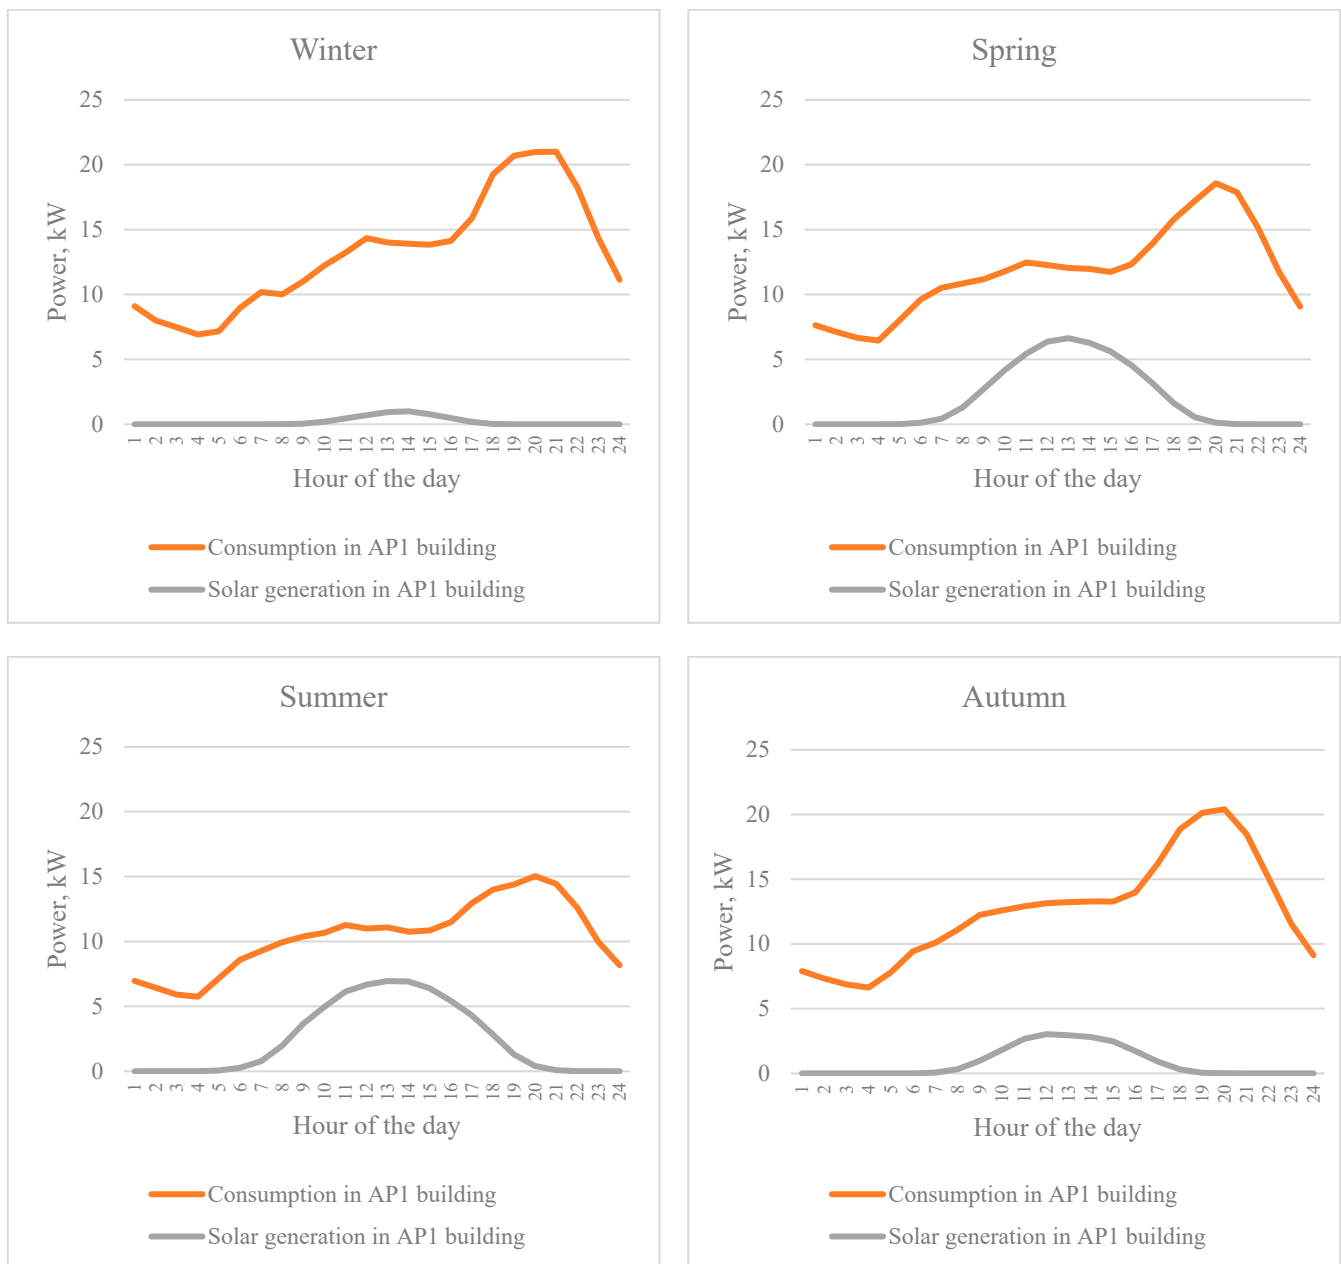 Winter
25
20
15
10
5
0
Power, kW
1 2 3 4 5 6 7 8 9 10 11 12 13 14 15 16 17 18 19 20 21 22 23 24
Hour of the day
Consumption in AP1 building
Solar generation in AP1 building
Spring
25
20
15
10
5
0
Power, kW
1 2 3 4 5 6 7 8 9 10 11 12 13 14 15 16 17 18 19 20 21 22 23 24
Hour of the day
Consumption in AP1 building
Solar generation in AP1 building
Summer
25
20
15
10
5
0
Power, kW
1 2 3 4 5 6 7 8 9 10 11 12 13 14 15 16 17 18 19 20 21 22 23 24
Hour of the day
Consumption in AP1 building
Solar generation in AP1 building
Autumn
25
20
15
10
5
0
Power, kW
1 2 3 4 5 6 7 8 9 10 11 12 13 14 15 16 17 18 19 20 21 22 23 24
Hour of the day
Consumption in AP1 building
Solar generation in AP1 building